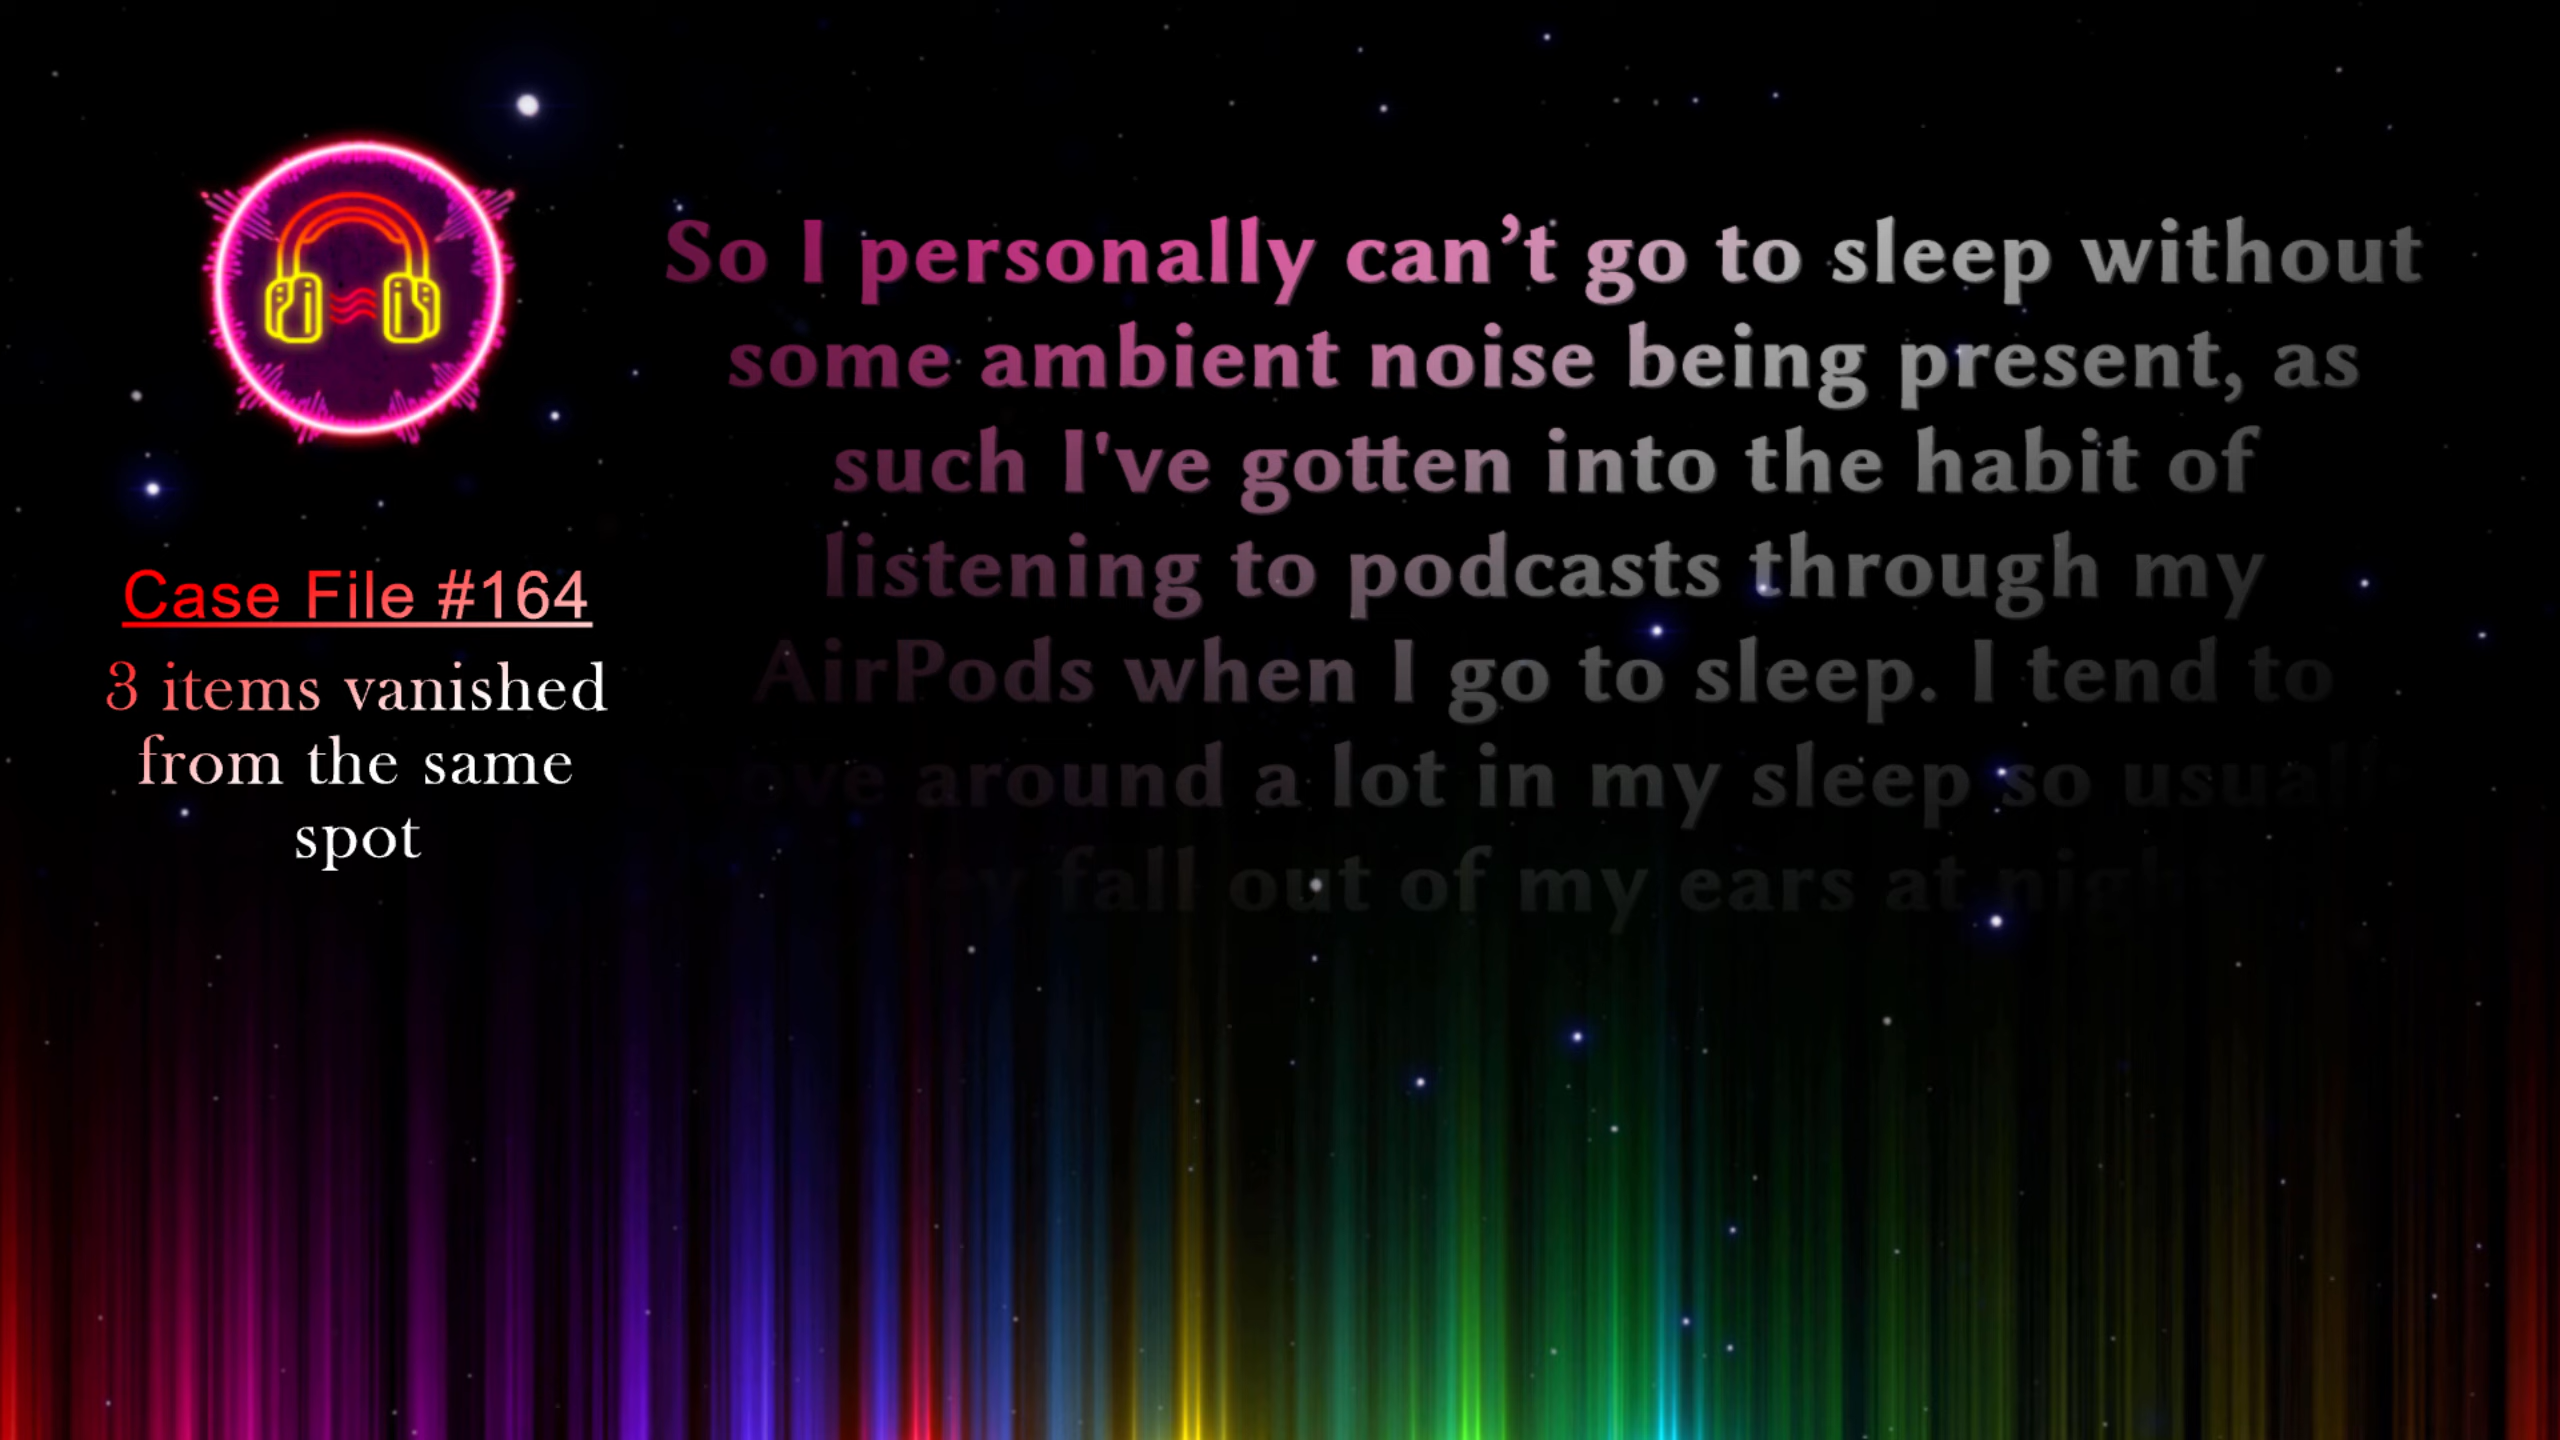 Case File #164
3 items vanished
from the same
spot
So I personally can’t go to sleep without
some ambient noise being present, as
such I've gotten into the habit of
listening to podcasts through my
AirPods when I go to sleep. I tend to
around a lot in my sleep so
fall out of my ears at